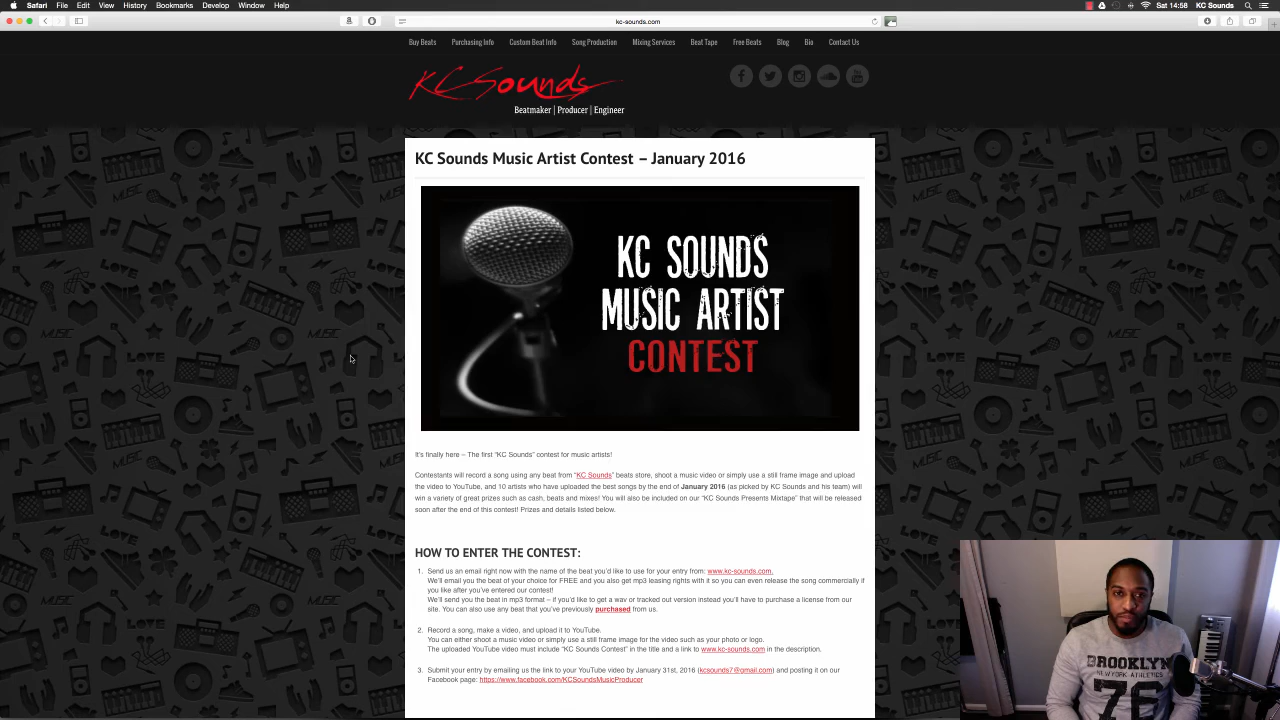 Safari File Edit View History Bookmarks Develop Window Help
Sat 14:58 KC Sounds
kc-sounds.com
Buy Beats Purchasing Info Custom Beat Info Song Production Mixing Services Beat Tape Free Beats Blog Bio Contact Us
KC Sounds
Beatmaker | Producer | Engineer
KC Sounds Music Artist Contest – January 2016
KC SOUNDS
MUSIC ARTIST
CONTEST
It's finally here – The first "KC Sounds" contest for music artists!
Contestants will record a song using any beat from "KC Sounds" beats store, shoot a music video or simply use a still frame image and upload
the video to YouTube, and 10 artists who have uploaded the best songs by the end of January 2016 (as picked by KC Sounds and his team) will
win a variety of great prizes such as cash, beats and mixes! You will also be included on our "KC Sounds Presents Mixtape" that will be released
soon after the end of this contest! Prizes and details listed below.
HOW TO ENTER THE CONTEST:
1. Send us an email right now with the name of the beat you'd like to use for your entry from: www.kc-sounds.com.
We'll email you the beat of your choice for FREE and you also get mp3 leasing rights with it so you can even release the song commercially if
you like after you've entered our contest!
We'll send you the beat in mp3 format – if you'd like to get a wav or tracked out version instead you'll have to purchase a license from our
site. You can also use any beat that you've previously purchased from us.
2. Record a song, make a video, and upload it to YouTube.
You can either shoot a music video or simply use a still frame image for the video such as your photo or logo.
The uploaded YouTube video must include "KC Sounds Contest" in the title and a link to www.kc-sounds.com in the description.
3. Submit your entry by emailing us the link to your YouTube video by January 31st, 2016 (kcsounds7@gmail.com) and posting it on our
Facebook page: https://www.facebook.com/KCSoundsMusicProducer
BROOKLYN
NEW YORK ATHLETICS
76